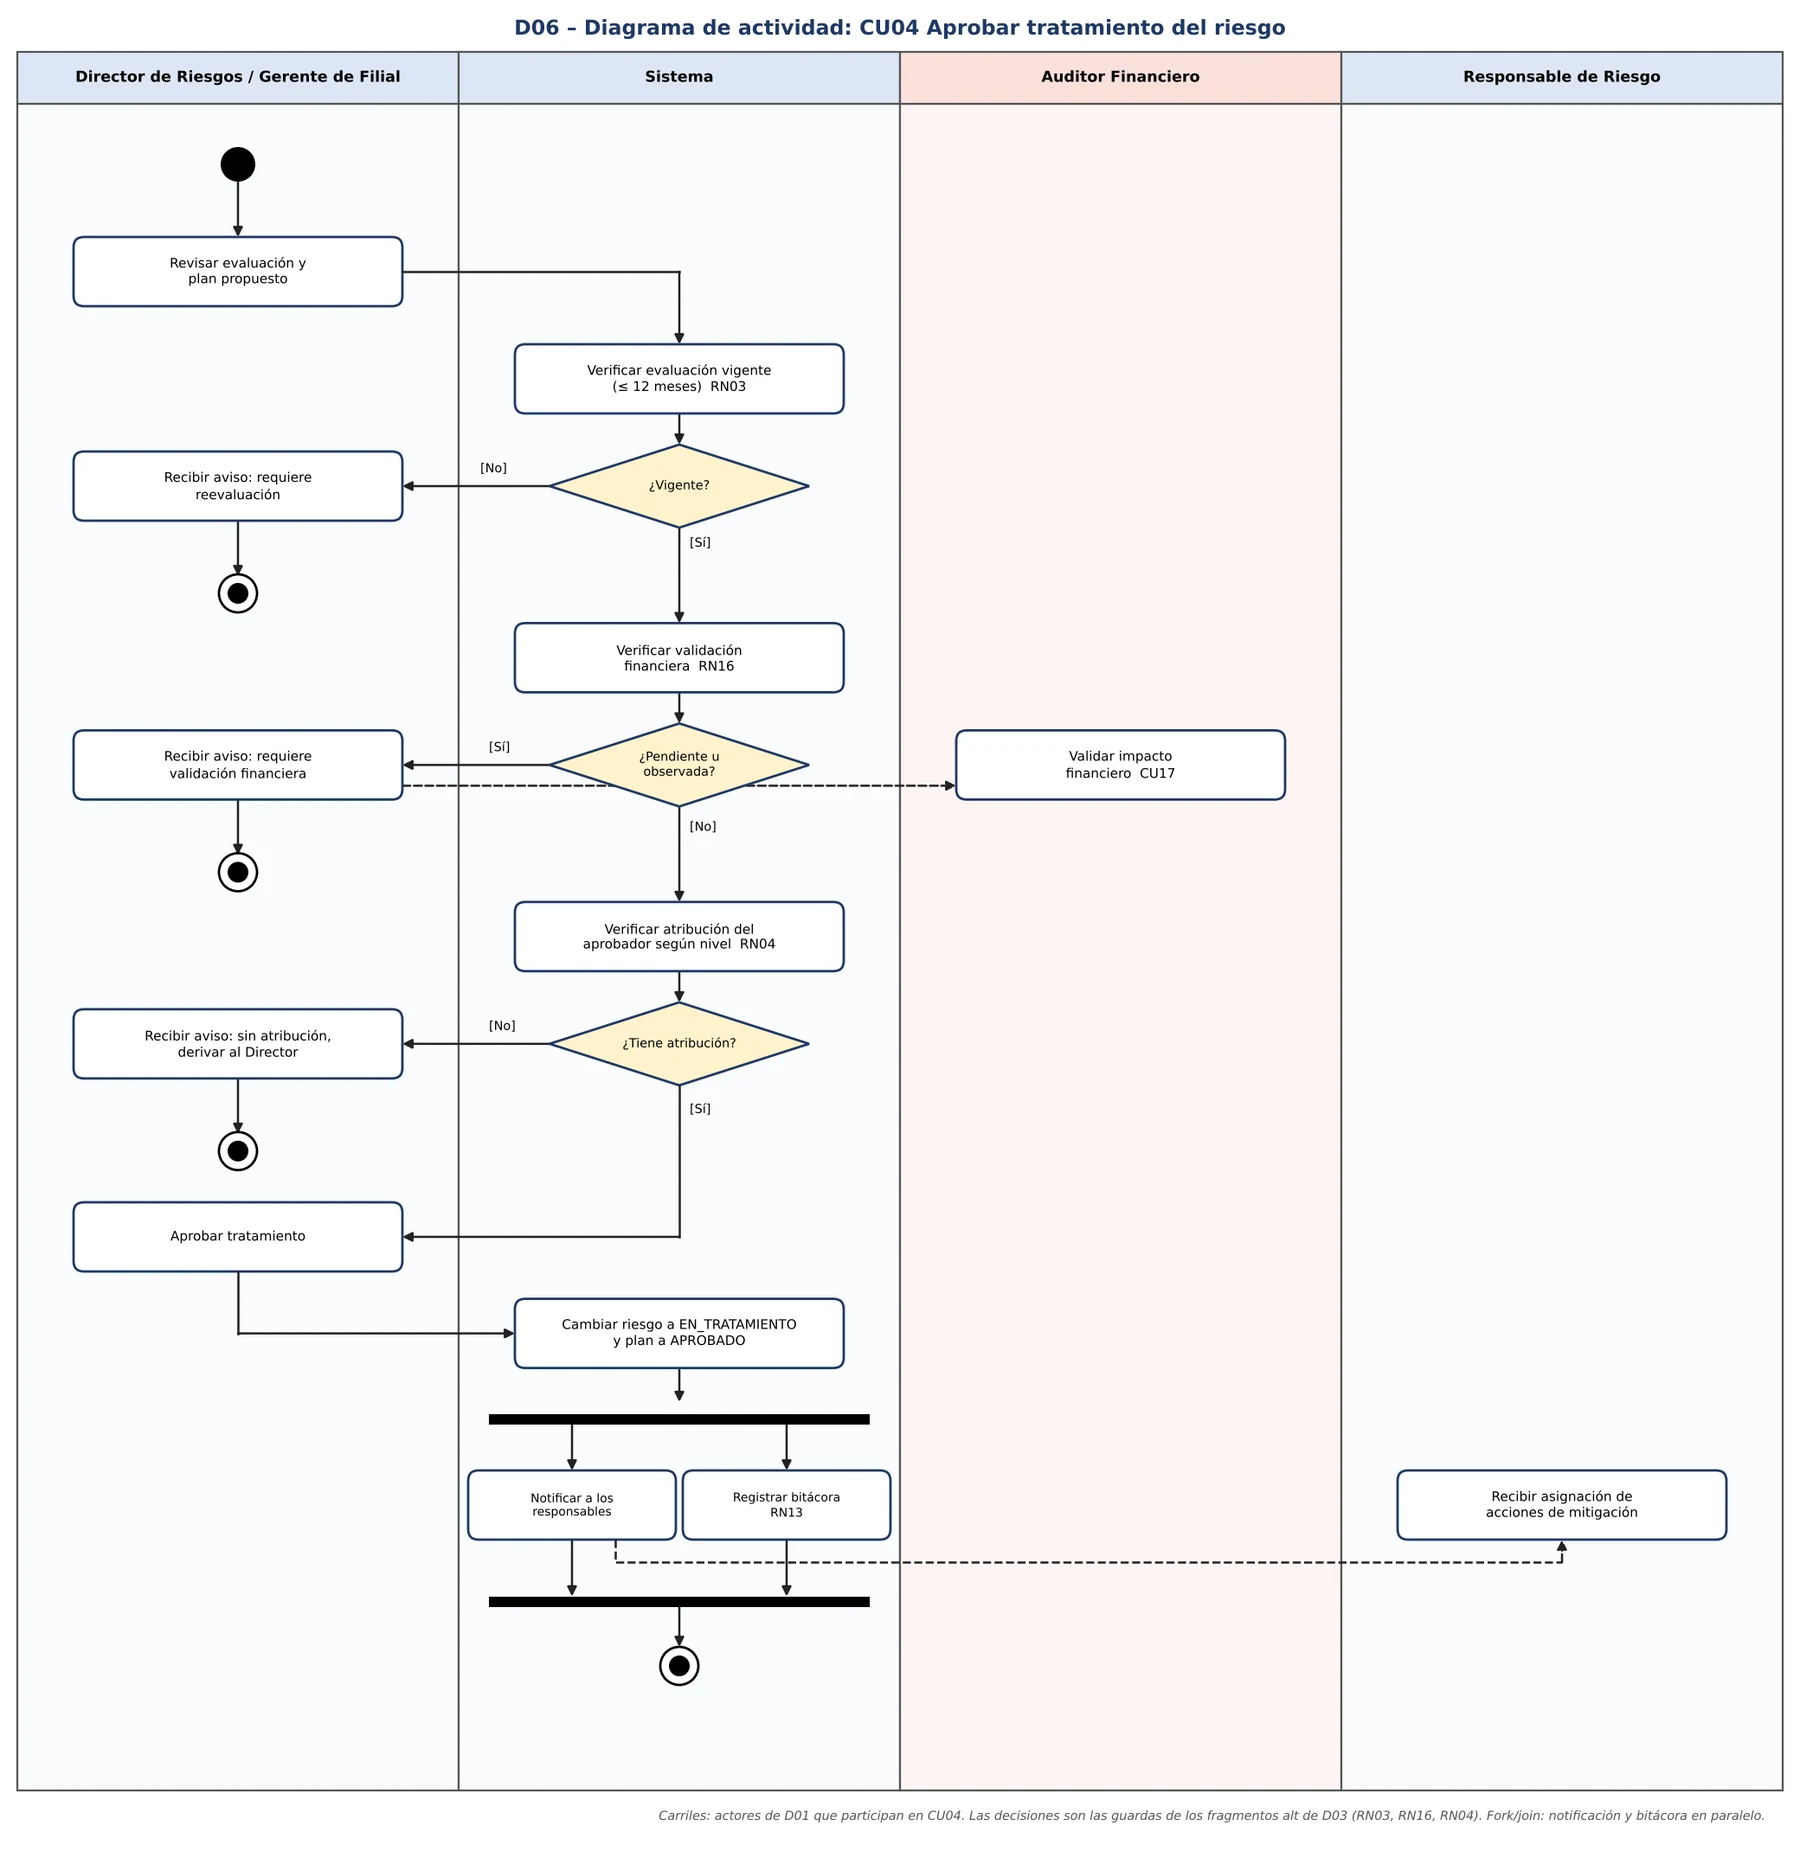 D06 – Diagrama de actividad: CU04 Aprobar tratamiento del riesgo
Director de Riesgos / Gerente de Filial
Sistema
Auditor Financiero
Responsable de Riesgo
Revisar evaluación y
plan propuesto
Verificar evaluación vigente
(≤ 12 meses)  RN03
¿Vigente?
[No]
Recibir aviso: requiere
reevaluación
[Sí]
Verificar validación
financiera  RN16
¿Pendiente u
observada?
[Sí]
Recibir aviso: requiere
validación financiera
Validar impacto
financiero  CU17
[No]
Verificar atribución del
aprobador según nivel  RN04
¿Tiene atribución?
[No]
Recibir aviso: sin atribución,
derivar al Director
[Sí]
Aprobar tratamiento
Cambiar riesgo a EN_TRATAMIENTO
y plan a APROBADO
Notificar a los
responsables
Registrar bitácora
RN13
Recibir asignación de
acciones de mitigación
Carriles: actores de D01 que participan en CU04. Las decisiones son las guardas de los fragmentos alt de D03 (RN03, RN16, RN04). Fork/join: notificación y bitácora en paralelo.